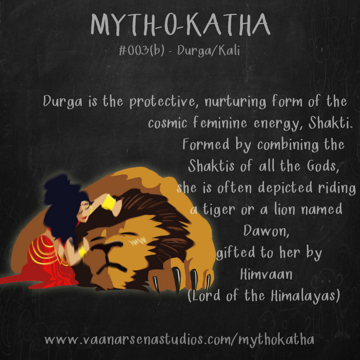 MYTH-O-KATHA
#003(b) - Durga/Kali
Durga is the protective, nurturing form of the
cosmic feminine energy, Shakti.
Formed by combining the
Shaktis of all the Gods,
she is often depicted riding
a tiger or a lion named
Dawon,
gifted to her by
Himvaan
(Lord of the Himalayas)
www.vaanarsenastudios.com/mythokatha